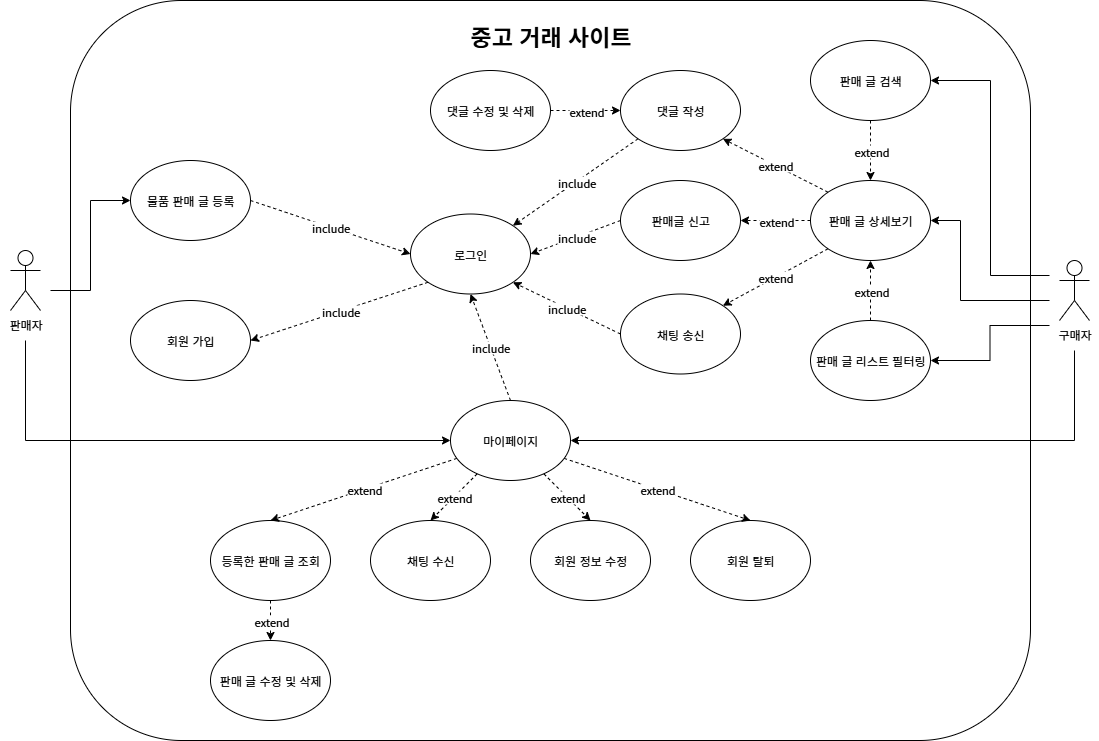 중고 거래 사이트
판매 글 검색
댓글 수정 및 삭제
extend
댓글 작성
extend
extend
물품 판매 글 등록
include
include
판매글 신고
extend
판매 글 상세보기
include
로그인
판매자
include
회원 가입
include
채팅 송신
extend
extend
구매자
판매 글 리스트 필터링
include
마이페이지
extend
extend
extend
extend
등록한 판매 글 조회
채팅 수신
회원 정보 수정
회원 탈퇴
extend
판매 글 수정 및 삭제